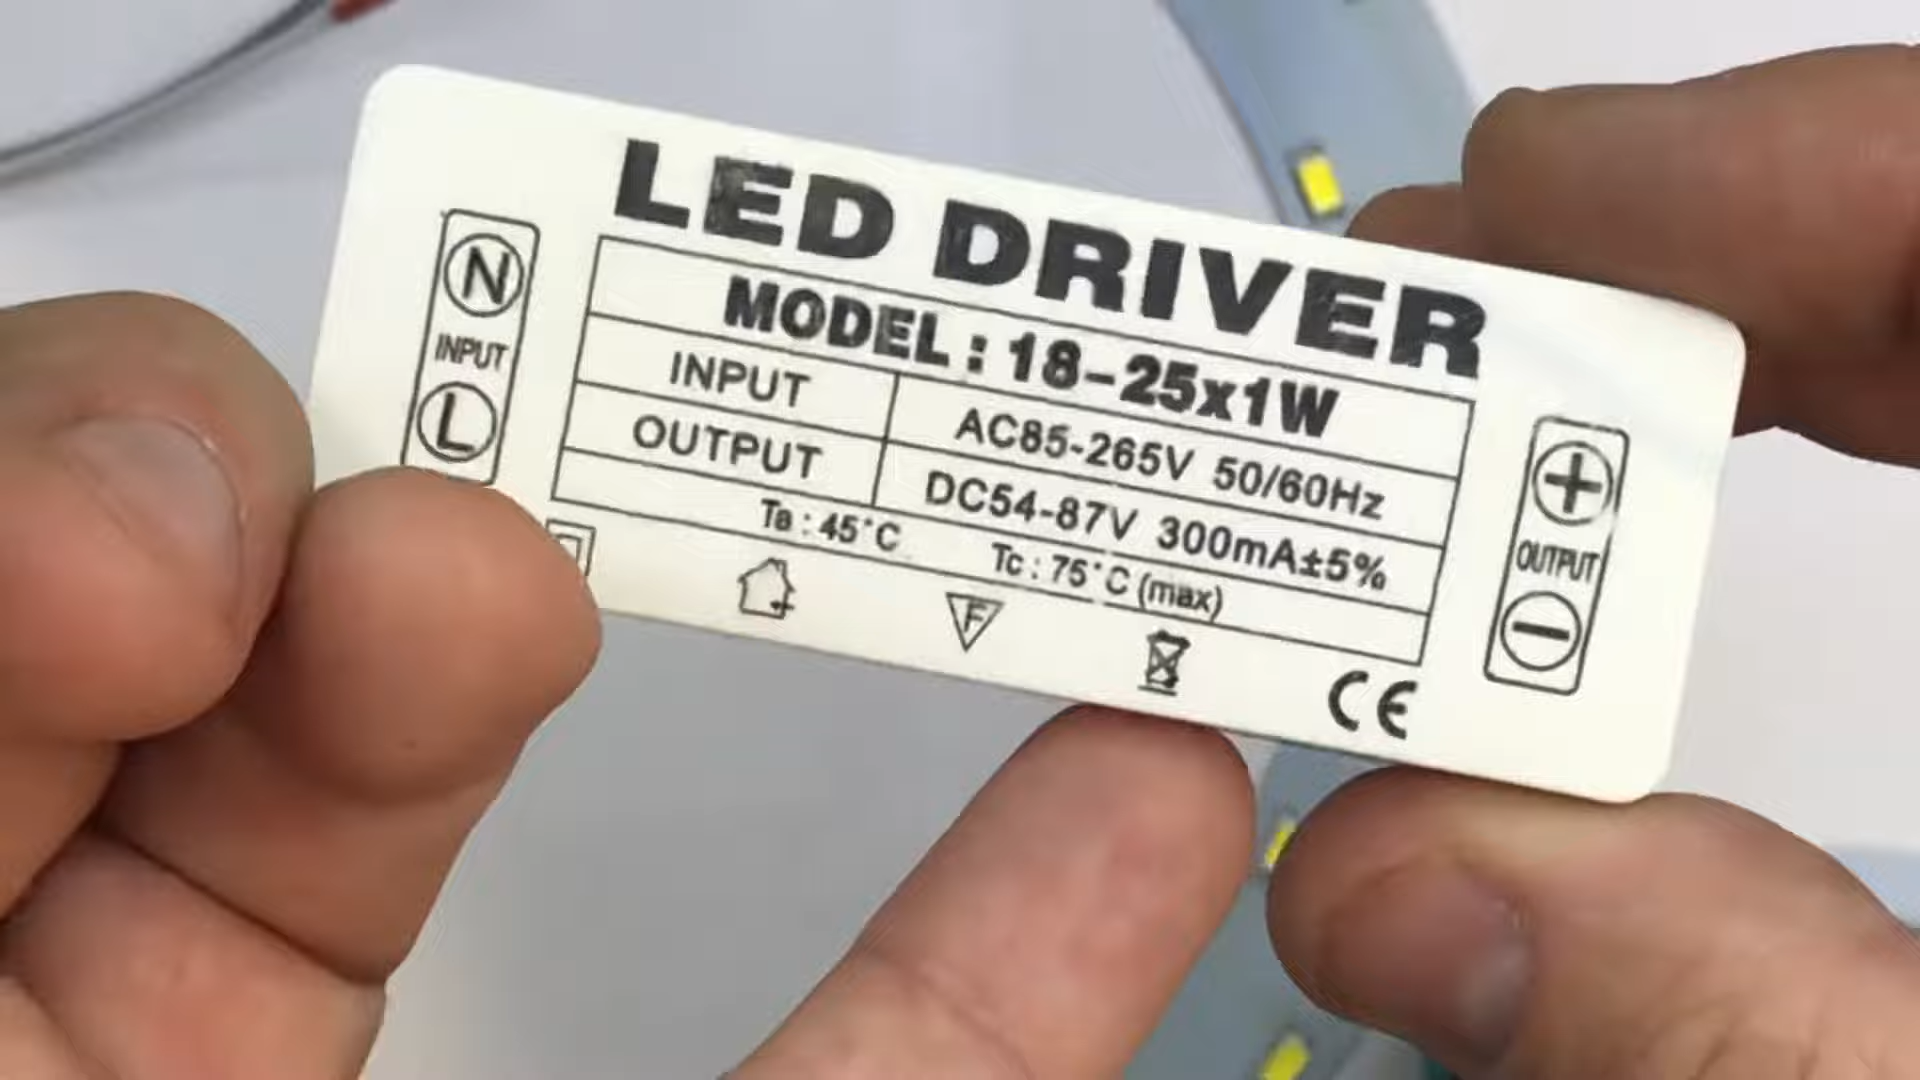 LED DRIVER
MODEL : 18-25x1W
N
INPUT
L
INPUT AC85-265V 50/60Hz
OUTPUT DC54-87V 300mA±5%
Ta : 45°C Tc : 75°C (max)
+
OUTPUT
−
F
CE